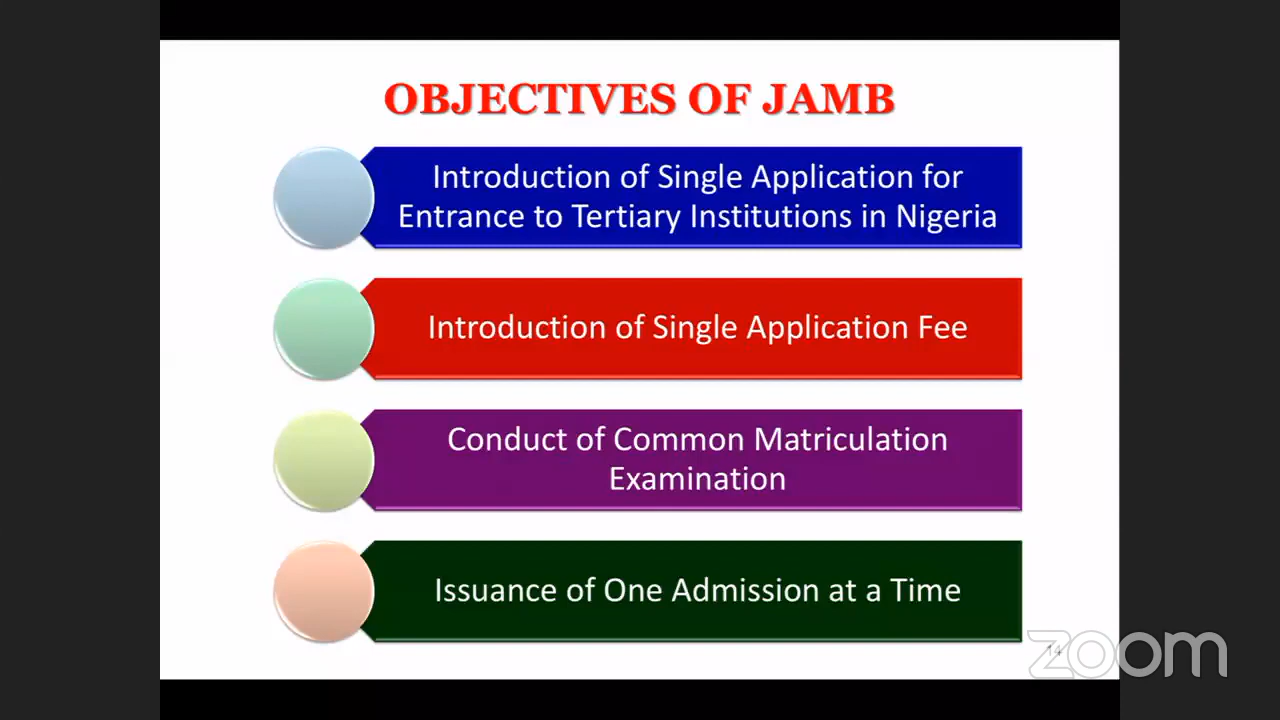 OBJECTIVES OF JAMB
Introduction of Single Application for
Entrance to Tertiary Institutions in Nigeria
Introduction of Single Application Fee
Conduct of Common Matriculation
Examination
Issuance of One Admission at a Time
14
zoom